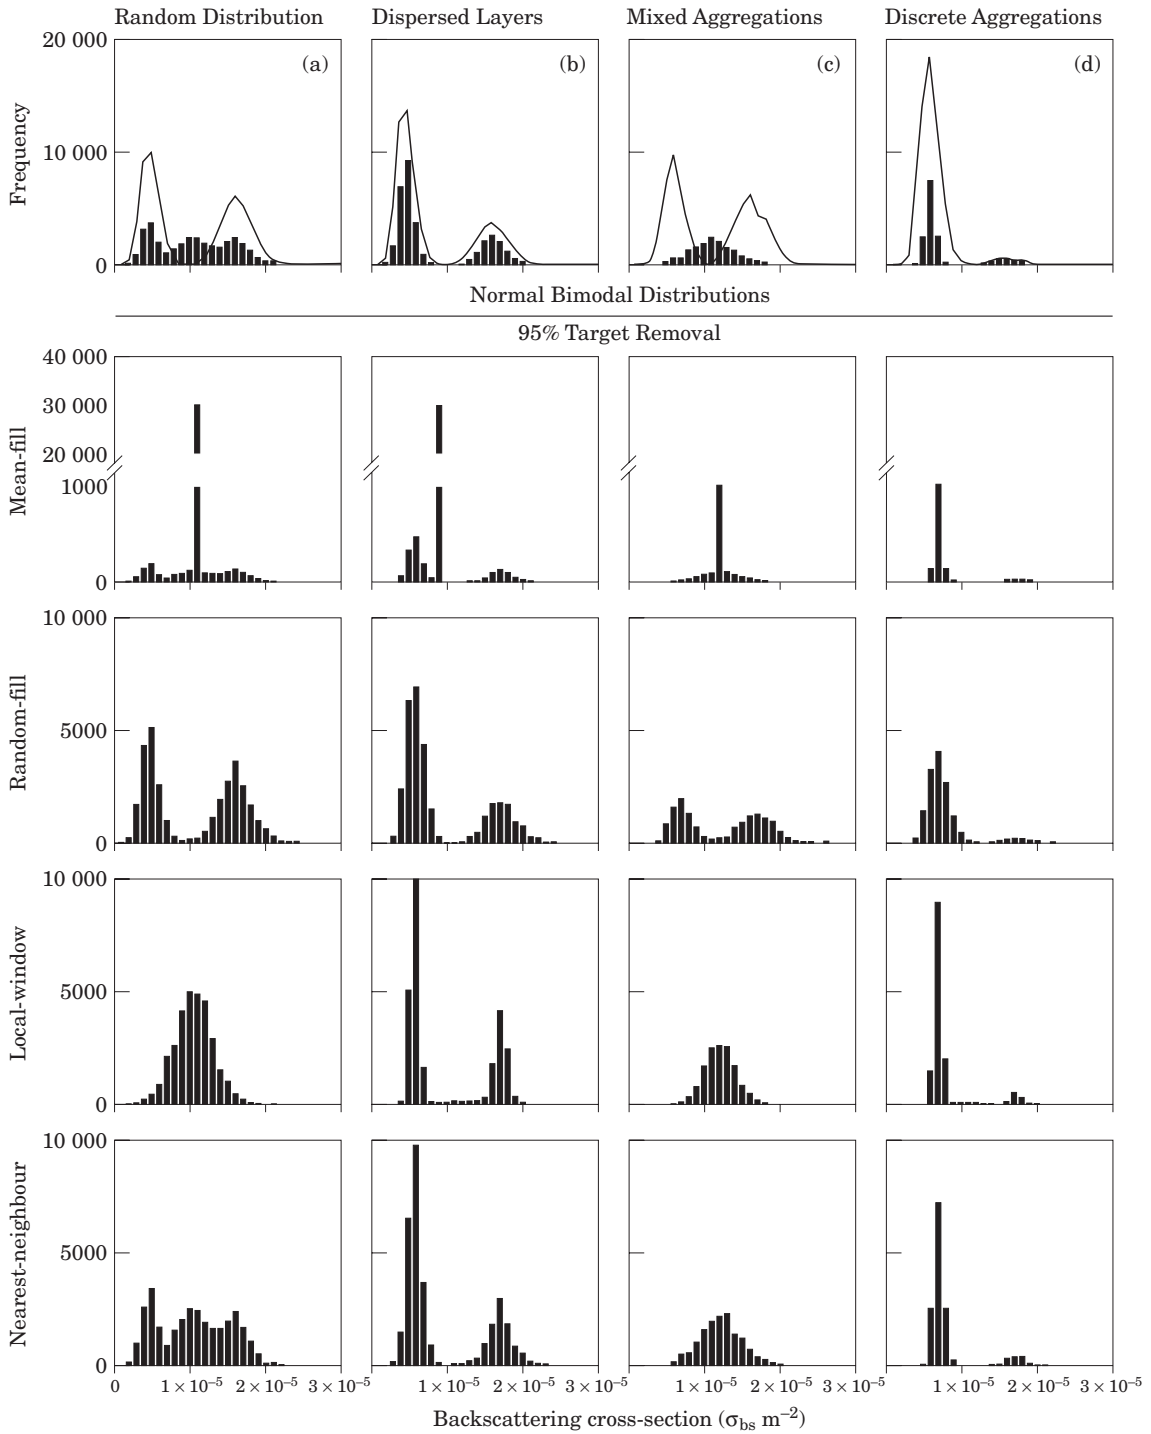 Random Distribution Dispersed Layers Mixed Aggregations Discrete Aggregations
20 000
(a) (b) (c) (d)
Frequency
10 000
0
Normal Bimodal Distributions
95% Target Removal
40 000
30 000
20 000
Mean-fill
1000
0
10 000
Random-fill
5000
0
10 000
Local-window
5000
0
10 000
Nearest-neighbour
5000
0
0 1 × 10⁻⁵ 2 × 10⁻⁵ 3 × 10⁻⁵ 1 × 10⁻⁵ 2 × 10⁻⁵ 3 × 10⁻⁵ 1 × 10⁻⁵ 2 × 10⁻⁵ 3 × 10⁻⁵ 1 × 10⁻⁵ 2 × 10⁻⁵ 3 × 10⁻⁵
Backscattering cross-section (σbs m⁻²)